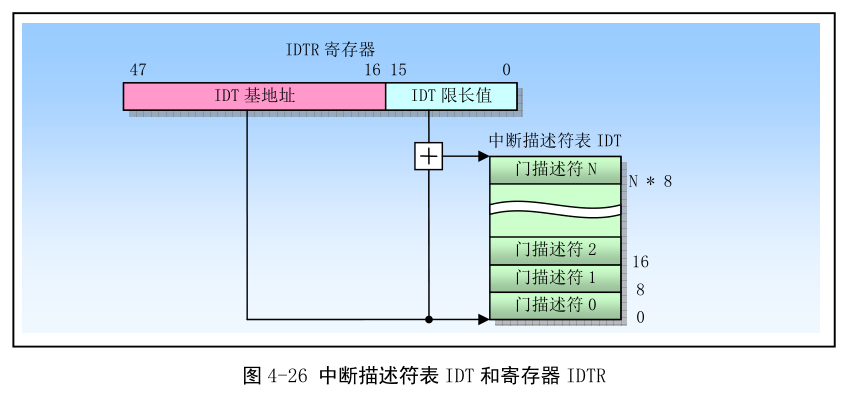 IDTR 寄存器
47 16 15 0
IDT 基地址 IDT 限长值
中断描述符表 IDT
门描述符 N
N * 8
门描述符 2
16
门描述符 1
8
门描述符 0
0
图 4-26 中断描述符表 IDT 和寄存器 IDTR